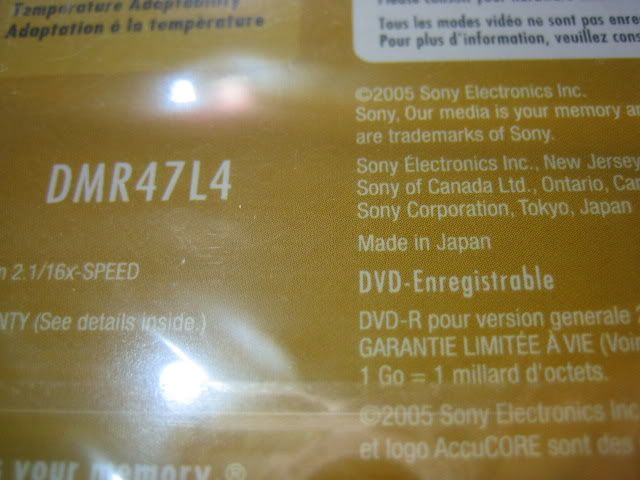 Temperature Adaptability
Adaptation à la température
Tous les modes vidéo ne sont pas
Pour plus d'information, veuillez
©2005 Sony Electronics Inc.
Sony, Our media is your memory
are trademarks of Sony.
DMR47L4
Sony Électronics Inc., New Jersey
Sony of Canada Ltd., Ontario,
Sony Corporation, Tokyo, Japan
Made in Japan
2.1/16x-SPEED
DVD-Enregistrable
(See details inside.)
DVD-R pour version generale
GARANTIE LIMITÉE À VIE
1 Go = 1 millard d'octets.
©2005 Sony Electronics
et logo AccuCORE sont des
your memory.®